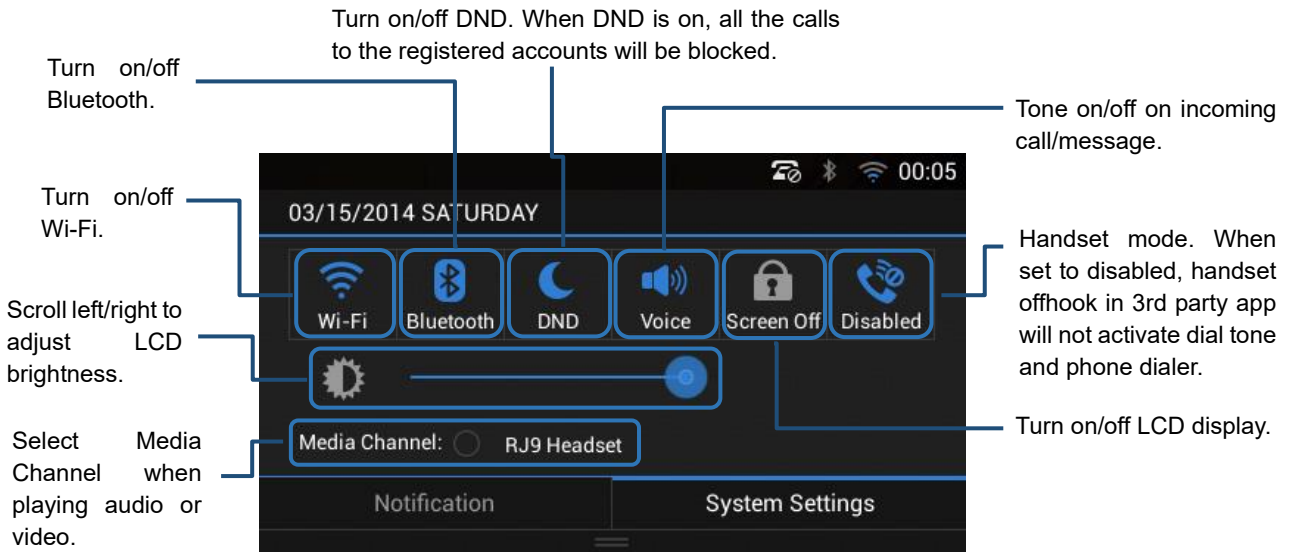 Turn on/off DND. When DND is on, all the calls
to the registered accounts will be blocked.
Turn on/off
Bluetooth.
Tone on/off on incoming
call/message.
Turn on/off
Wi-Fi.
00:05
03/15/2014 SATURDAY
Wi-Fi
Bluetooth
DND
Voice
Screen Off
Disabled
Handset mode. When
set to disabled, handset
offhook in 3rd party app
will not activate dial tone
and phone dialer.
Scroll left/right to
adjust LCD
brightness.
Turn on/off LCD display.
Select Media
Channel when
playing audio or
video.
Media Channel: RJ9 Headset
Notification
System Settings